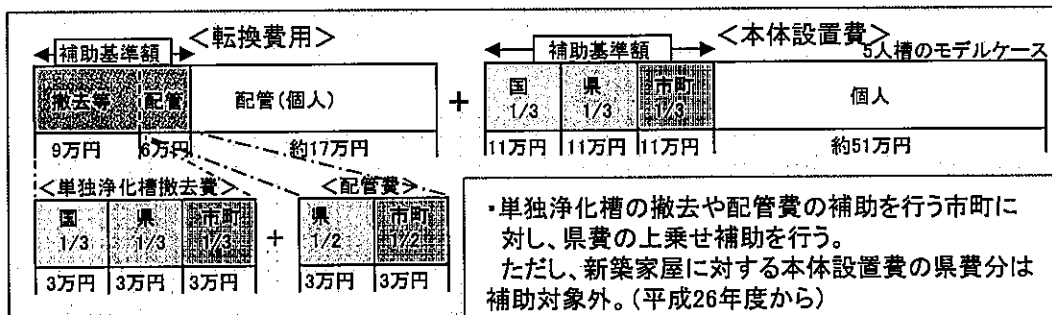 ＜転換費用＞
補助基準額
撤去等 配管 配管(個人)
9万円 6万円 約17万円
＋
＜本体設置費＞
補助基準額
5人槽のモデルケース
国 県 市町 個人
1/3 1/3 1/3
11万円 11万円 11万円 約51万円
＜単独浄化槽撤去費＞
国 県 市町
1/3 1/3 1/3
3万円 3万円 3万円
＋
＜配管費＞
県 市町
1/2 1/2
3万円 3万円
・単独浄化槽の撤去や配管費の補助を行う市町に
対し、県費の上乗せ補助を行う。
ただし、新築家屋に対する本体設置費の県費分は
補助対象外。(平成26年度から)